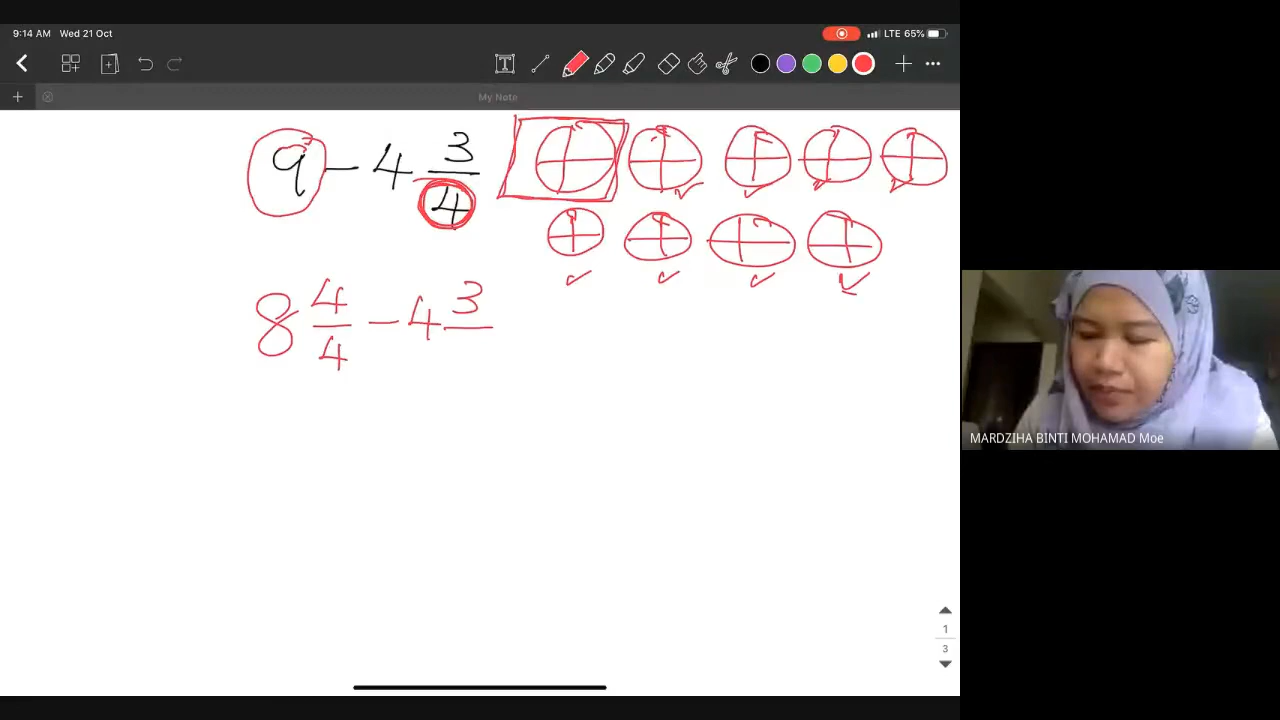 9:14 AM Wed 21 Oct
LTE 65%
T
My Note
9 - 4 3/4
8 4/4 - 4 3/
MARDZIHA BINTI MOHAMAD Moe
1
3